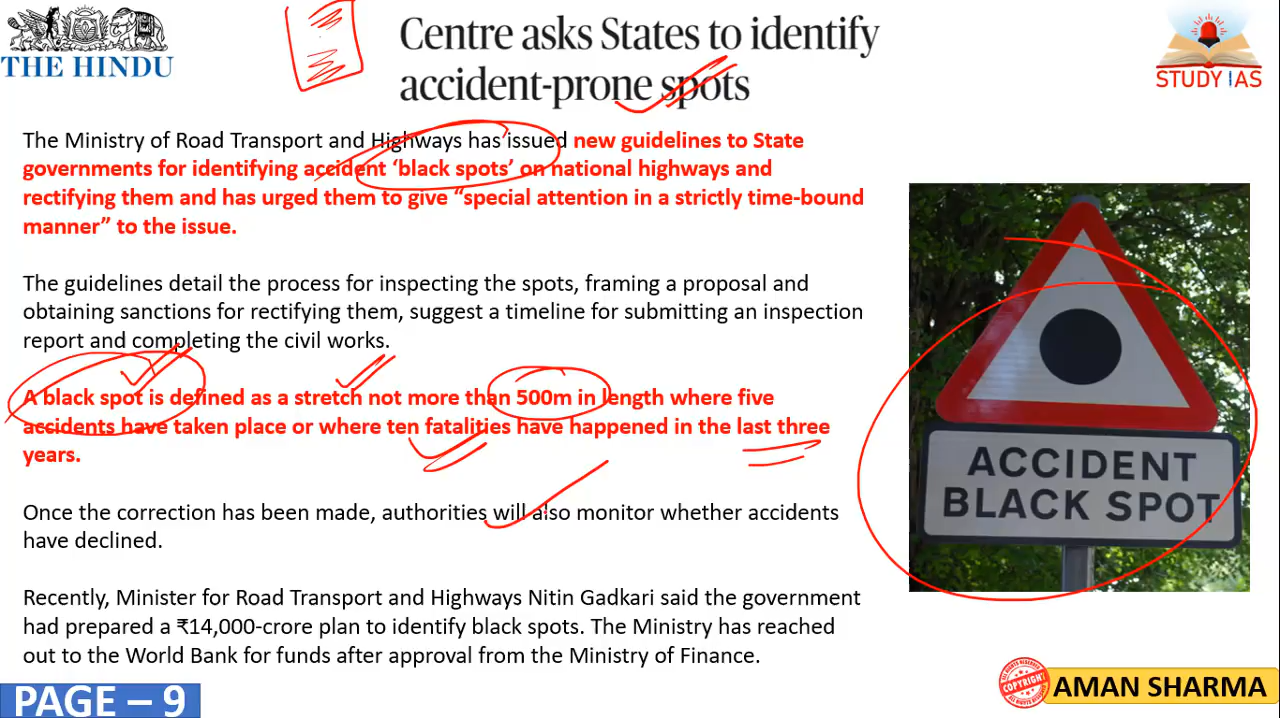 THE HINDU
Centre asks States to identify
accident-prone spots
STUDY IAS
The Ministry of Road Transport and Highways has issued new guidelines to State
governments for identifying accident ‘black spots’ on national highways and
rectifying them and has urged them to give “special attention in a strictly time-bound
manner” to the issue.
The guidelines detail the process for inspecting the spots, framing a proposal and
obtaining sanctions for rectifying them, suggest a timeline for submitting an inspection
report and completing the civil works.
A black spot is defined as a stretch not more than 500m in length where five
accidents have taken place or where ten fatalities have happened in the last three
years.
Once the correction has been made, authorities will also monitor whether accidents
have declined.
Recently, Minister for Road Transport and Highways Nitin Gadkari said the government
had prepared a ₹14,000-crore plan to identify black spots. The Ministry has reached
out to the World Bank for funds after approval from the Ministry of Finance.
ACCIDENT
BLACK SPOT
PAGE – 9
COPYRIGHT
AMAN SHARMA